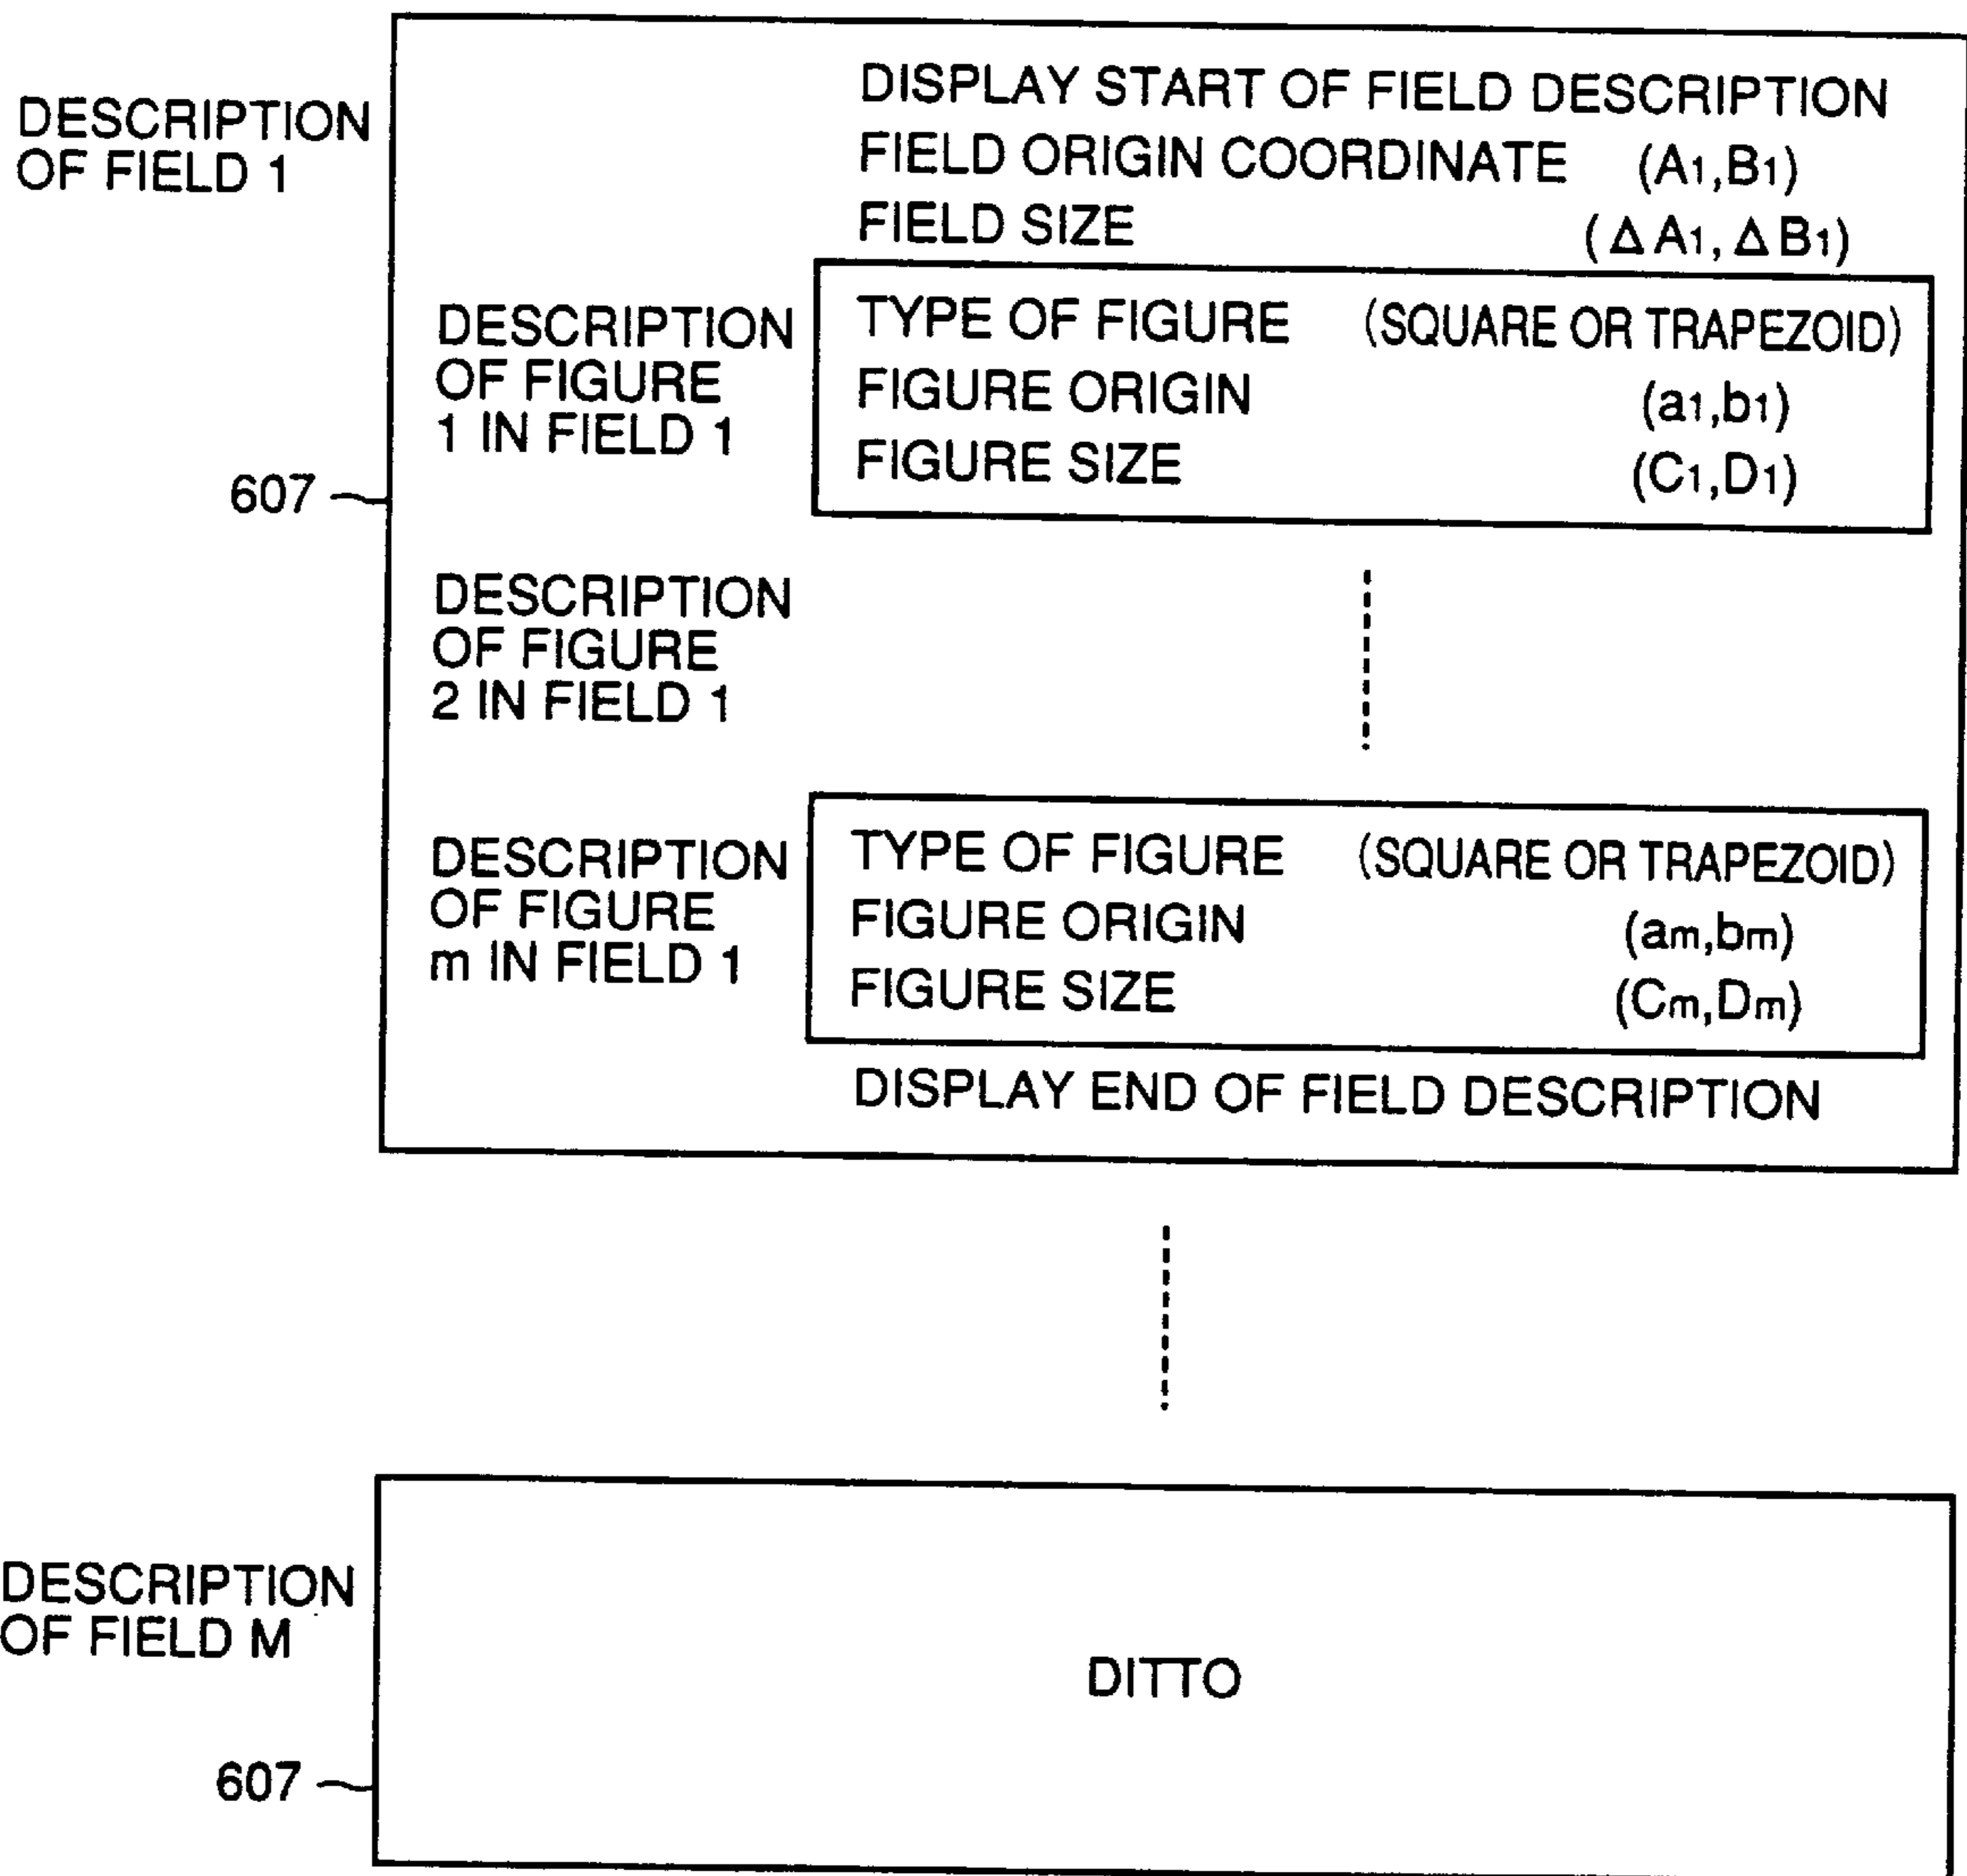 DISPLAY START OF FIELD DESCRIPTION
DESCRIPTION
OF FIELD 1
FIELD ORIGIN COORDINATE (A1,B1)
FIELD SIZE (ΔA1,ΔB1)
DESCRIPTION
OF FIGURE
1 IN FIELD 1
TYPE OF FIGURE (SQUARE OR TRAPEZOID)
FIGURE ORIGIN (a1,b1)
FIGURE SIZE (C1,D1)
607
DESCRIPTION
OF FIGURE
2 IN FIELD 1
DESCRIPTION
OF FIGURE
m IN FIELD 1
TYPE OF FIGURE (SQUARE OR TRAPEZOID)
FIGURE ORIGIN (am,bm)
FIGURE SIZE (Cm,Dm)
DISPLAY END OF FIELD DESCRIPTION
DESCRIPTION
OF FIELD M
DITTO
607